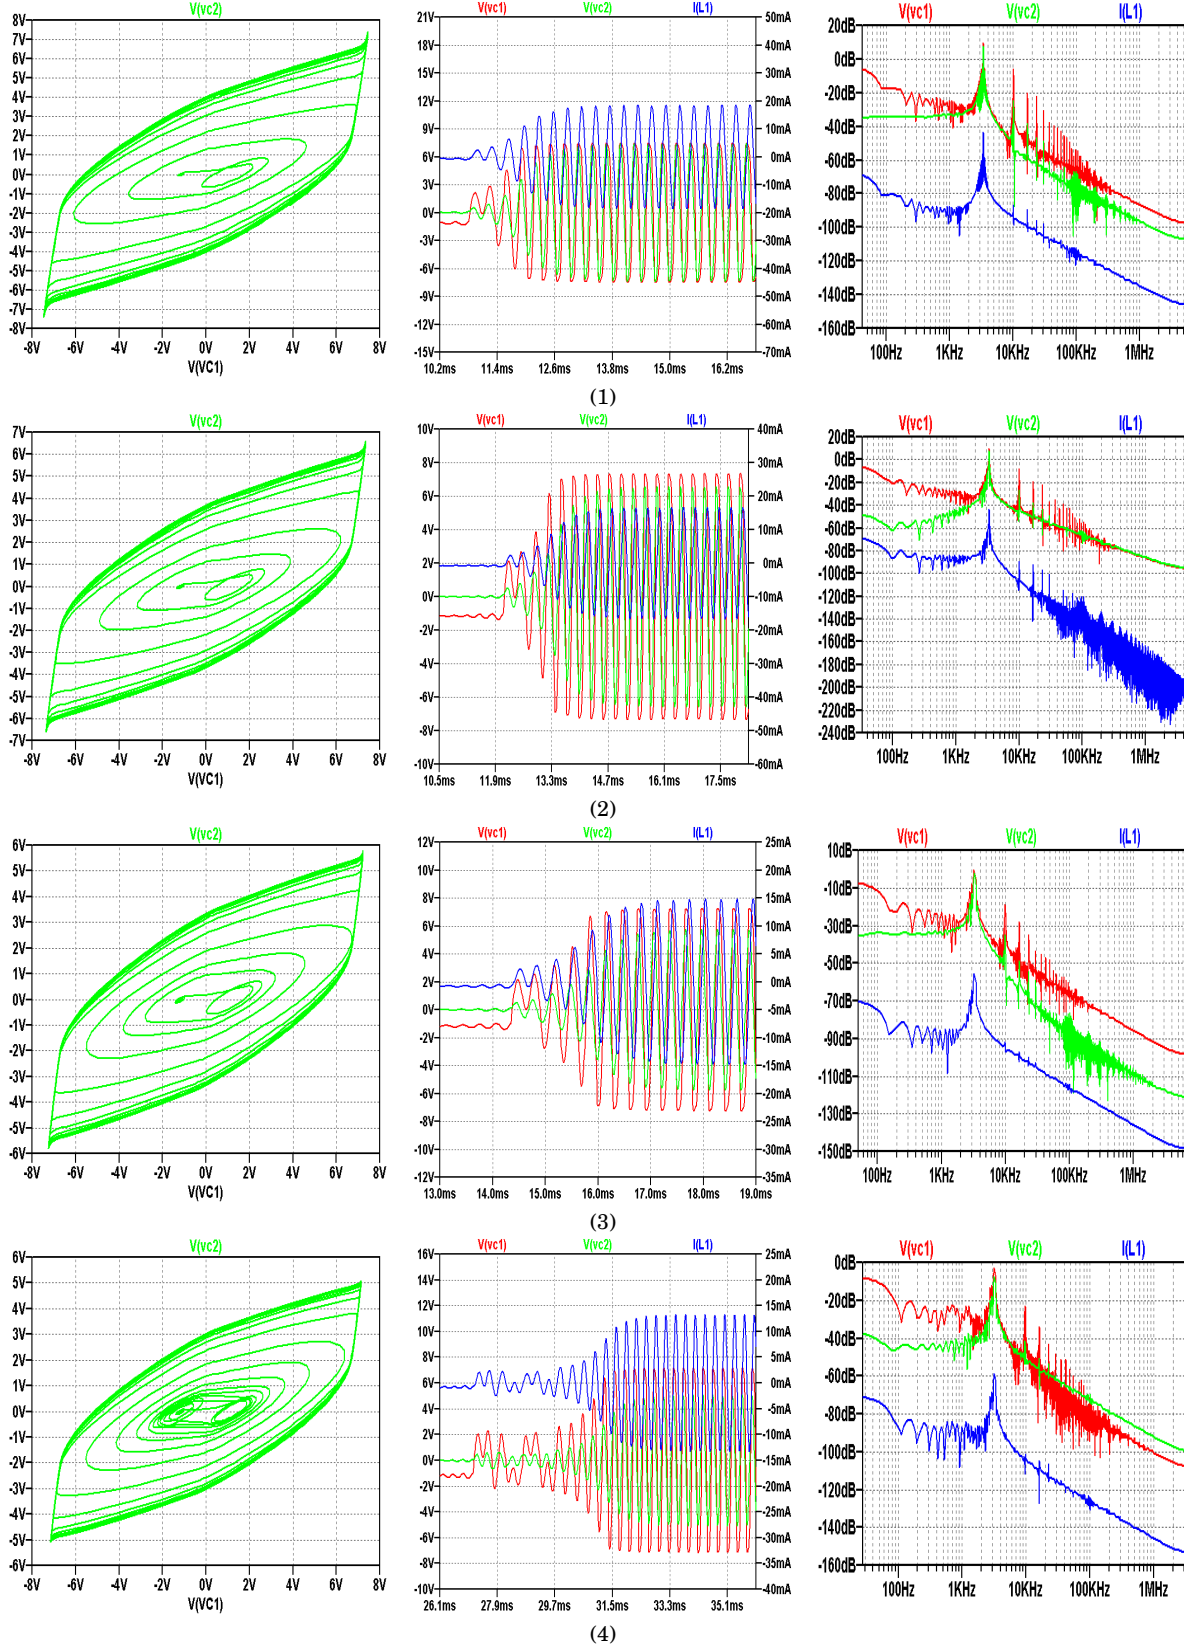 V(vc2)
8V
7V
6V
5V
4V
3V
2V
1V
0V
-1V
-2V
-3V
-4V
-5V
-6V
-7V
-8V
-8V -6V -4V -2V 0V 2V 4V 6V 8V
V(VC1)
V(vc1) V(vc2) I(L1)
21V 50mA
18V 40mA
15V 30mA
12V 20mA
9V 10mA
6V 0mA
3V -10mA
0V -20mA
-3V -30mA
-6V -40mA
-9V -50mA
-12V -60mA
-15V -70mA
10.2ms 11.4ms 12.6ms 13.8ms 15.0ms 16.2ms
V(vc1) V(vc2) I(L1)
20dB
0dB
-20dB
-40dB
-60dB
-80dB
-100dB
-120dB
-140dB
-160dB
100Hz 1KHz 10KHz 100KHz 1MHz
(1)
V(vc2)
7V
6V
5V
4V
3V
2V
1V
0V
-1V
-2V
-3V
-4V
-5V
-6V
-7V
-8V -6V -4V -2V 0V 2V 4V 6V 8V
V(VC1)
V(vc1) V(vc2) I(L1)
10V 40mA
8V 30mA
6V 20mA
4V 10mA
2V 0mA
0V -10mA
-2V -20mA
-4V -30mA
-6V -40mA
-8V -50mA
-10V -60mA
10.5ms 11.9ms 13.3ms 14.7ms 16.1ms 17.5ms
V(vc1) V(vc2) I(L1)
20dB
0dB
-20dB
-40dB
-60dB
-80dB
-100dB
-120dB
-140dB
-160dB
-180dB
-200dB
-220dB
-240dB
100Hz 1KHz 10KHz 100KHz 1MHz
(2)
V(vc2)
6V
5V
4V
3V
2V
1V
0V
-1V
-2V
-3V
-4V
-5V
-6V
-8V -6V -4V -2V 0V 2V 4V 6V 8V
V(VC1)
V(vc1) V(vc2) I(L1)
12V 25mA
10V 20mA
8V 15mA
6V 10mA
4V 5mA
2V 0mA
0V -5mA
-2V -10mA
-4V -15mA
-6V -20mA
-8V -25mA
-10V -30mA
-12V -35mA
13.0ms 14.0ms 15.0ms 16.0ms 17.0ms 18.0ms 19.0ms
V(vc1) V(vc2) I(L1)
10dB
-10dB
-30dB
-50dB
-70dB
-90dB
-110dB
-130dB
-150dB
100Hz 1KHz 10KHz 100KHz 1MHz
(3)
V(vc2)
6V
5V
4V
3V
2V
1V
0V
-1V
-2V
-3V
-4V
-5V
-6V
-8V -6V -4V -2V 0V 2V 4V 6V 8V
V(VC1)
V(vc1) V(vc2) I(L1)
16V 25mA
14V 20mA
12V 15mA
10V 10mA
8V 5mA
6V 0mA
4V -5mA
2V -10mA
0V -15mA
-2V -20mA
-4V -25mA
-6V -30mA
-8V -35mA
-10V -40mA
26.1ms 27.9ms 29.7ms 31.5ms 33.3ms 35.1ms
V(vc1) V(vc2) I(L1)
0dB
-20dB
-40dB
-60dB
-80dB
-100dB
-120dB
-140dB
-160dB
100Hz 1KHz 10KHz 100KHz 1MHz
(4)